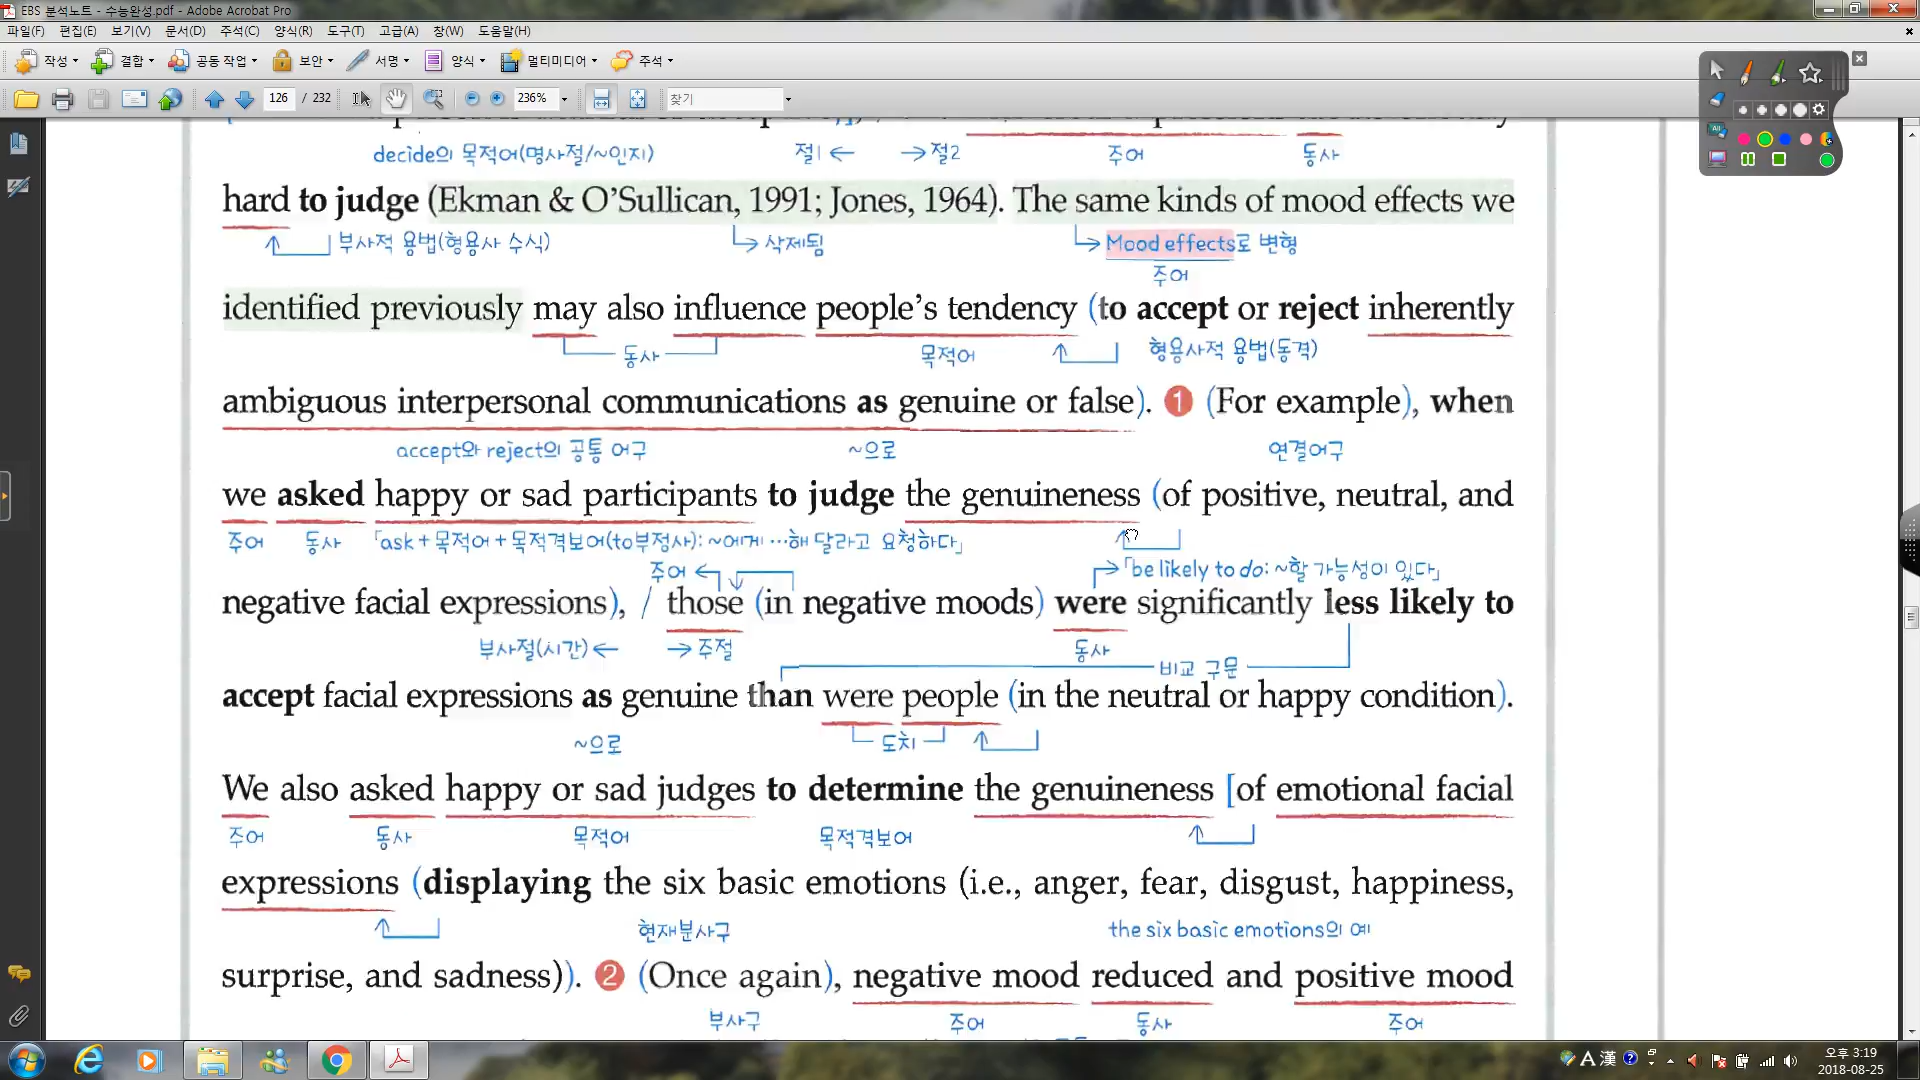 EBS 분석노트 - 수능완성.pdf - Adobe Acrobat Pro
파일(F) 편집(E) 보기(V) 문서(D) 주석(C) 양식(R) 도구(T) 고급(A) 창(W) 도움말(H)
작성 결합 공동 작업 보안 서명 양식 멀티미디어 주석
126 / 232 236% 찾기
decide의 목적어(명사절/~인지) 절1 ← → 절2 주어 동사
hard to judge (Ekman & O'Sullican, 1991; Jones, 1964). The same kinds of mood effects we
부사적 용법(형용사 수식) 삭제됨 Mood effects로 변형
주어
identified previously may also influence people's tendency (to accept or reject inherently
동사 목적어 형용사적 용법(동격)
ambiguous interpersonal communications as genuine or false). 1 (For example), when
accept와 reject의 공통 어구 ~으로 연결어구
we asked happy or sad participants to judge the genuineness (of positive, neutral, and
주어 동사 「ask+목적어+목적격보어(to부정사): ~에게 …해 달라고 요청하다」
주어 ← 「be likely to do: ~할 가능성이 있다」
negative facial expressions), / those (in negative moods) were significantly less likely to
부사절(시간) ← → 주절 동사 비교 구문
accept facial expressions as genuine than were people (in the neutral or happy condition).
~으로 도치
We also asked happy or sad judges to determine the genuineness [of emotional facial
주어 동사 목적어 목적격보어
expressions (displaying the six basic emotions (i.e., anger, fear, disgust, happiness,
현재분사구 the six basic emotions의 예
surprise, and sadness)). 2 (Once again), negative mood reduced and positive mood
부사구 주어 동사 주어
A 漢 오후 3:19
2018-08-25